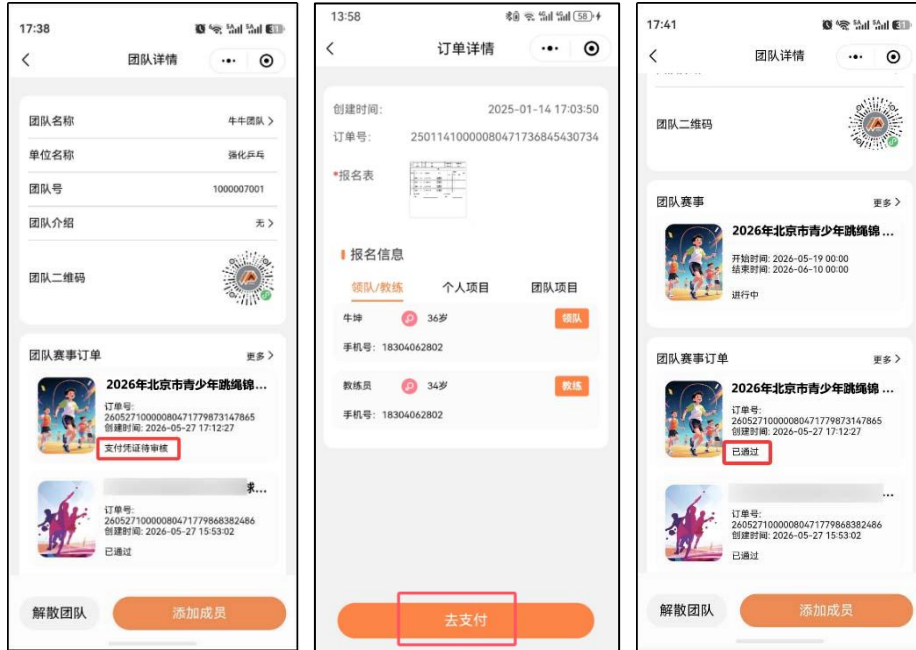 17:38
团队详情
团队名称
牛牛团队 >
单位名称
强化乒乓
团队号
1000007001
团队介绍
无 >
团队二维码
团队赛事订单
更多 >
2026年北京市青少年跳绳锦...
订单号:
26052710000080471779873147865
创建时间: 2026-05-27 17:12:27
支付凭证待审核
求...
订单号:
26052710000080471779868382486
创建时间: 2026-05-27 15:53:02
已通过
解散团队
添加成员
13:58
58
订单详情
创建时间:
2025-01-14 17:03:50
订单号:
25011410000080471736845430734
*报名表
报名信息
领队/教练
个人项目
团队项目
牛坤
36岁
领队
手机号: 18304062802
教练员
34岁
教练
手机号: 18304062802
去支付
17:41
团队详情
团队二维码
团队赛事
更多 >
2026年北京市青少年跳绳锦 ...
开始时间: 2026-05-19 00:00
结束时间: 2026-06-10 00:00
进行中
团队赛事订单
更多 >
2026年北京市青少年跳绳锦 ...
订单号:
26052710000080471779873147865
创建时间: 2026-05-27 17:12:27
已通过
...
订单号:
26052710000080471779868382486
创建时间: 2026-05-27 15:53:02
已通过
解散团队
添加成员